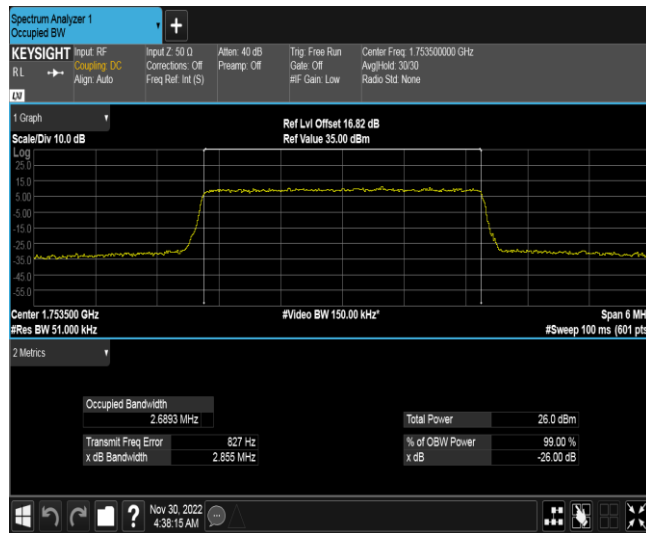 Spectrum Analyzer 1
Occupied BW
+
KEYSIGHT
RL
LXI
Input: RF
Coupling: DC
Align: Auto
Input Z: 50 Ω
Corrections: Off
Freq Ref: Int (S)
Atten: 40 dB
Preamp: Off
Trig: Free Run
Gate: Off
#IF Gain: Low
Center Freq: 1.753500000 GHz
Avg|Hold: 30/30
Radio Std: None
1 Graph
Scale/Div 10.0 dB
Ref Lvl Offset 16.82 dB
Ref Value 35.00 dBm
Log
25.0
15.0
5.00
-5.00
-15.0
-25.0
-35.0
-45.0
-55.0
Center 1.753500 GHz
#Res BW 51.000 kHz
#Video BW 150.00 kHz*
Span 6 MH
#Sweep 100 ms (601 pts
2 Metrics
Occupied Bandwidth
2.6893 MHz
Transmit Freq Error 827 Hz
x dB Bandwidth 2.855 MHz
Total Power 26.0 dBm
% of OBW Power 99.00 %
x dB -26.00 dB
?
Nov 30, 2022
4:38:15 AM